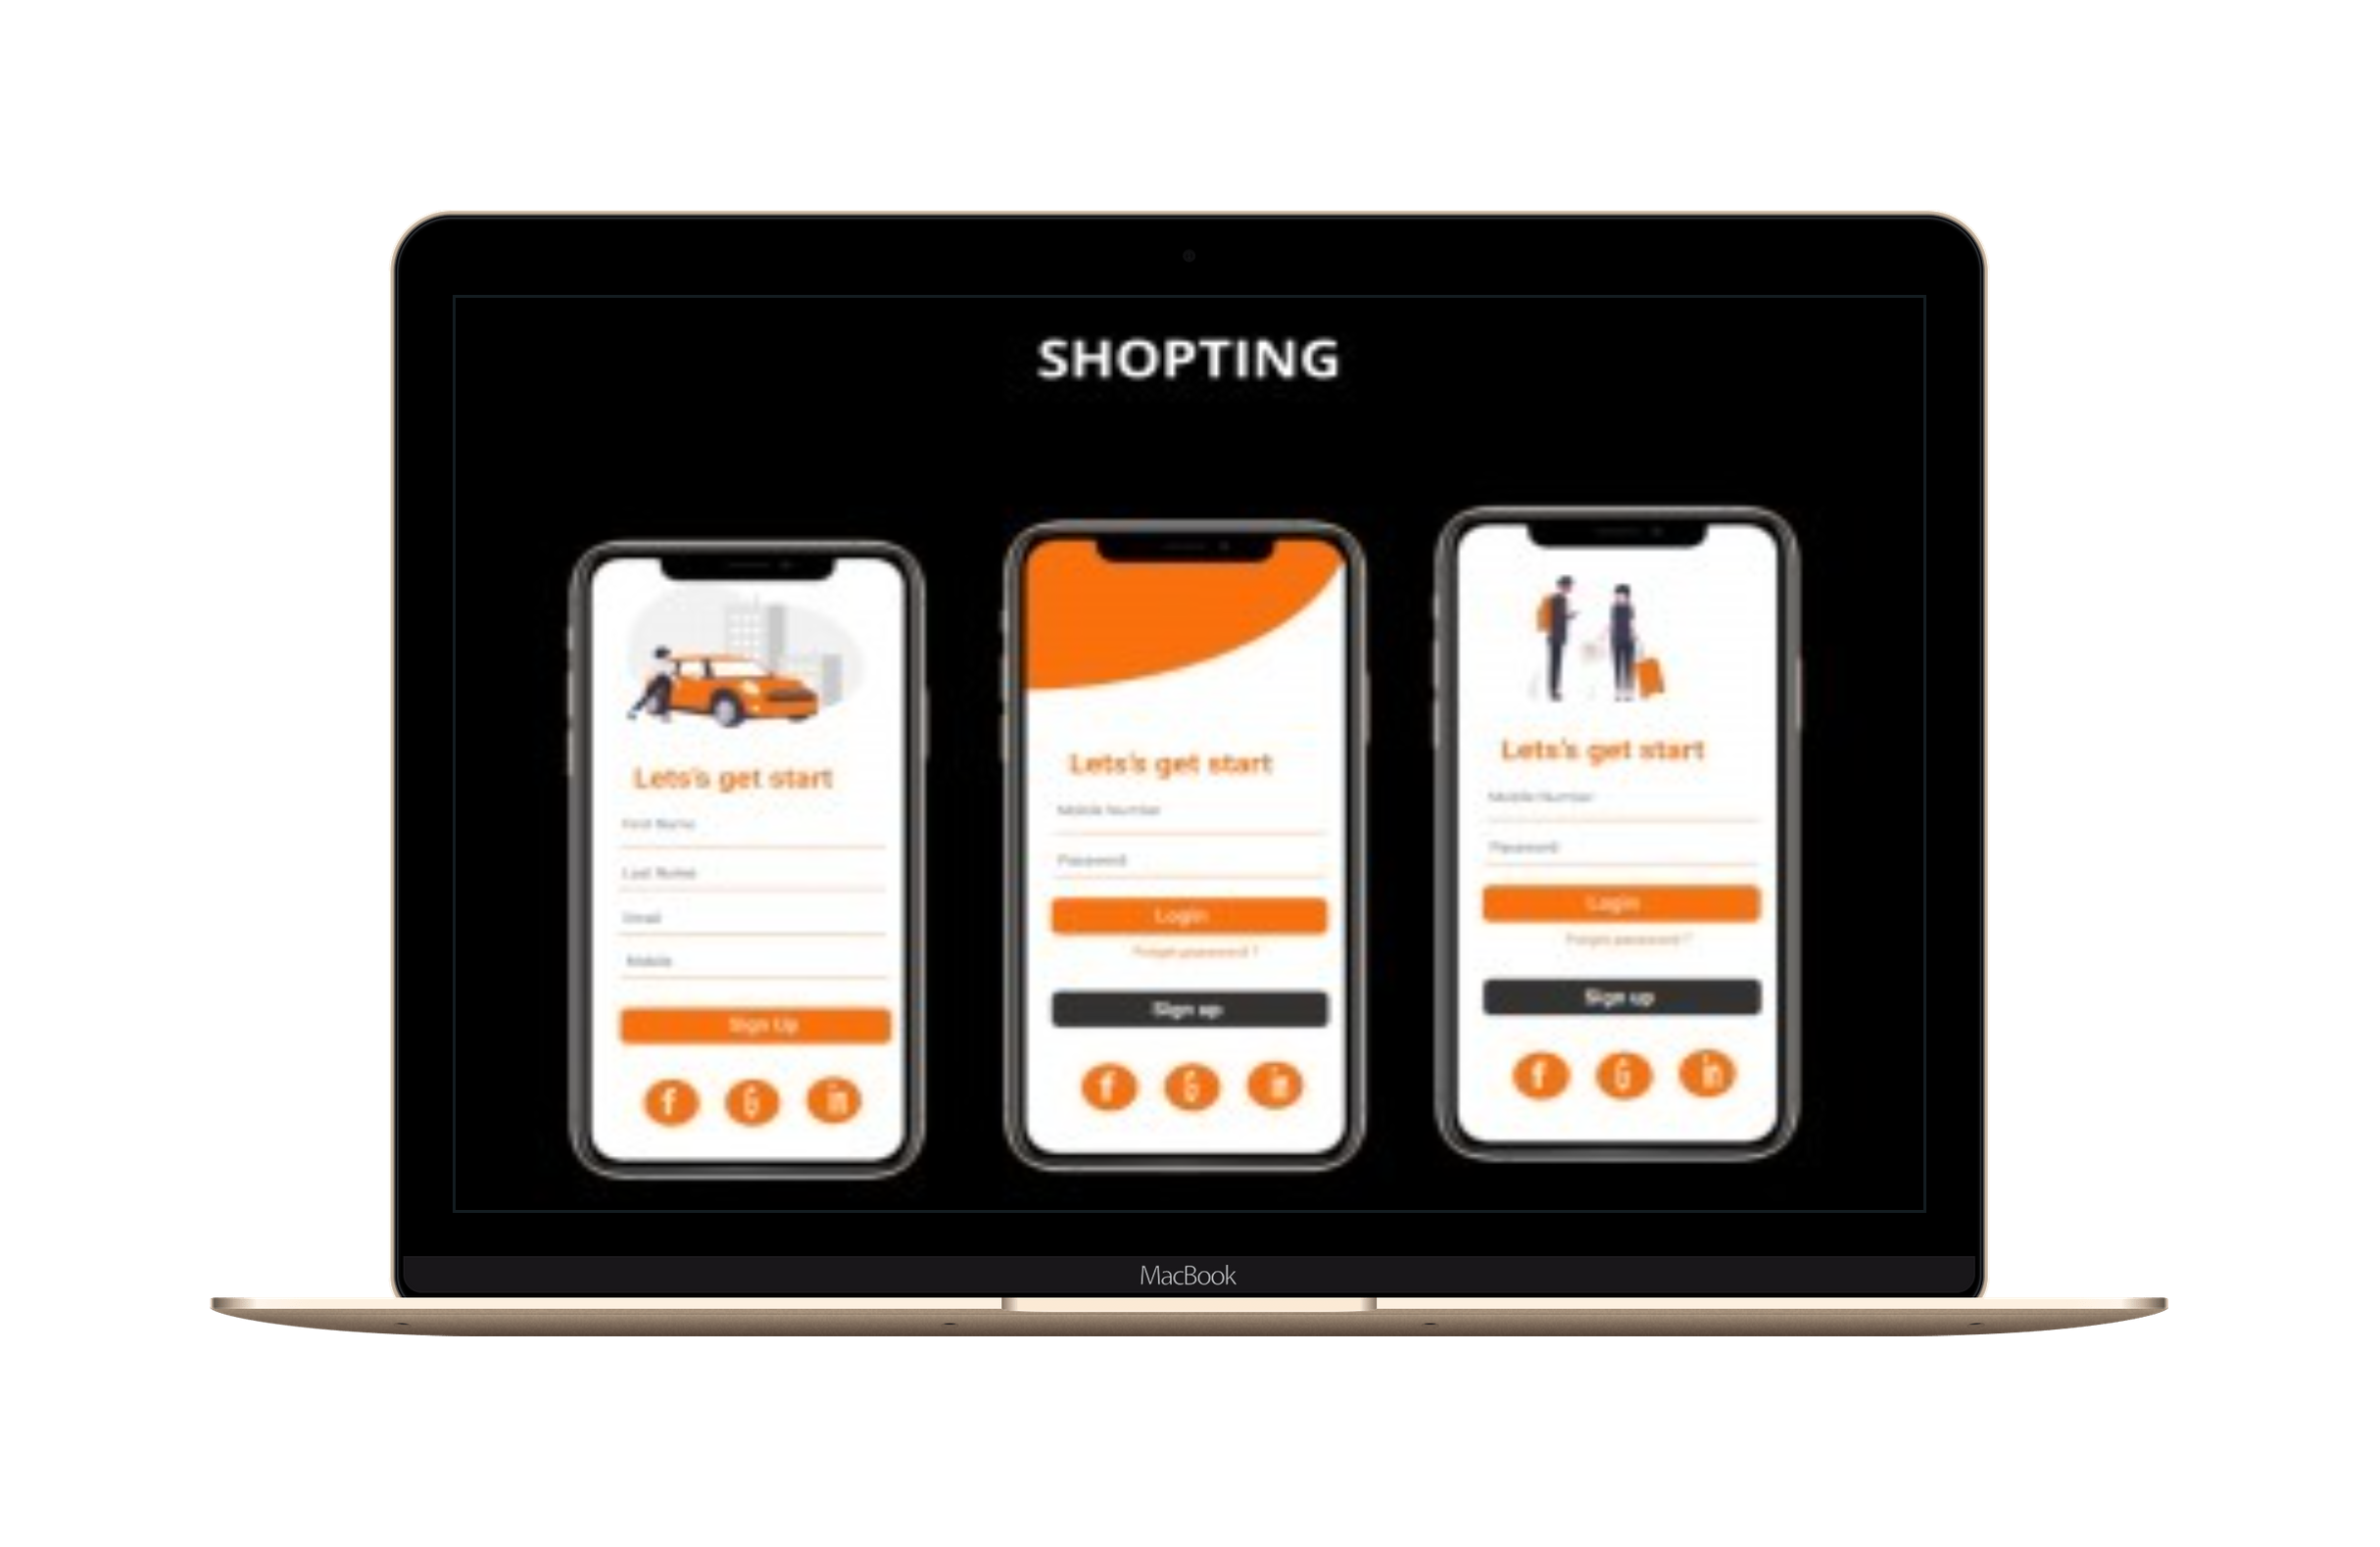 SHOPTING
Lets's get start
First Name
Last Name
Email
Mobile
Sign Up
f G in
Lets's get start
Mobile Number
Password
Login
Forgot password ?
Sign up
f G in
Lets's get start
Mobile Number
Password
Login
Forgot password ?
Sign up
f G in
MacBook